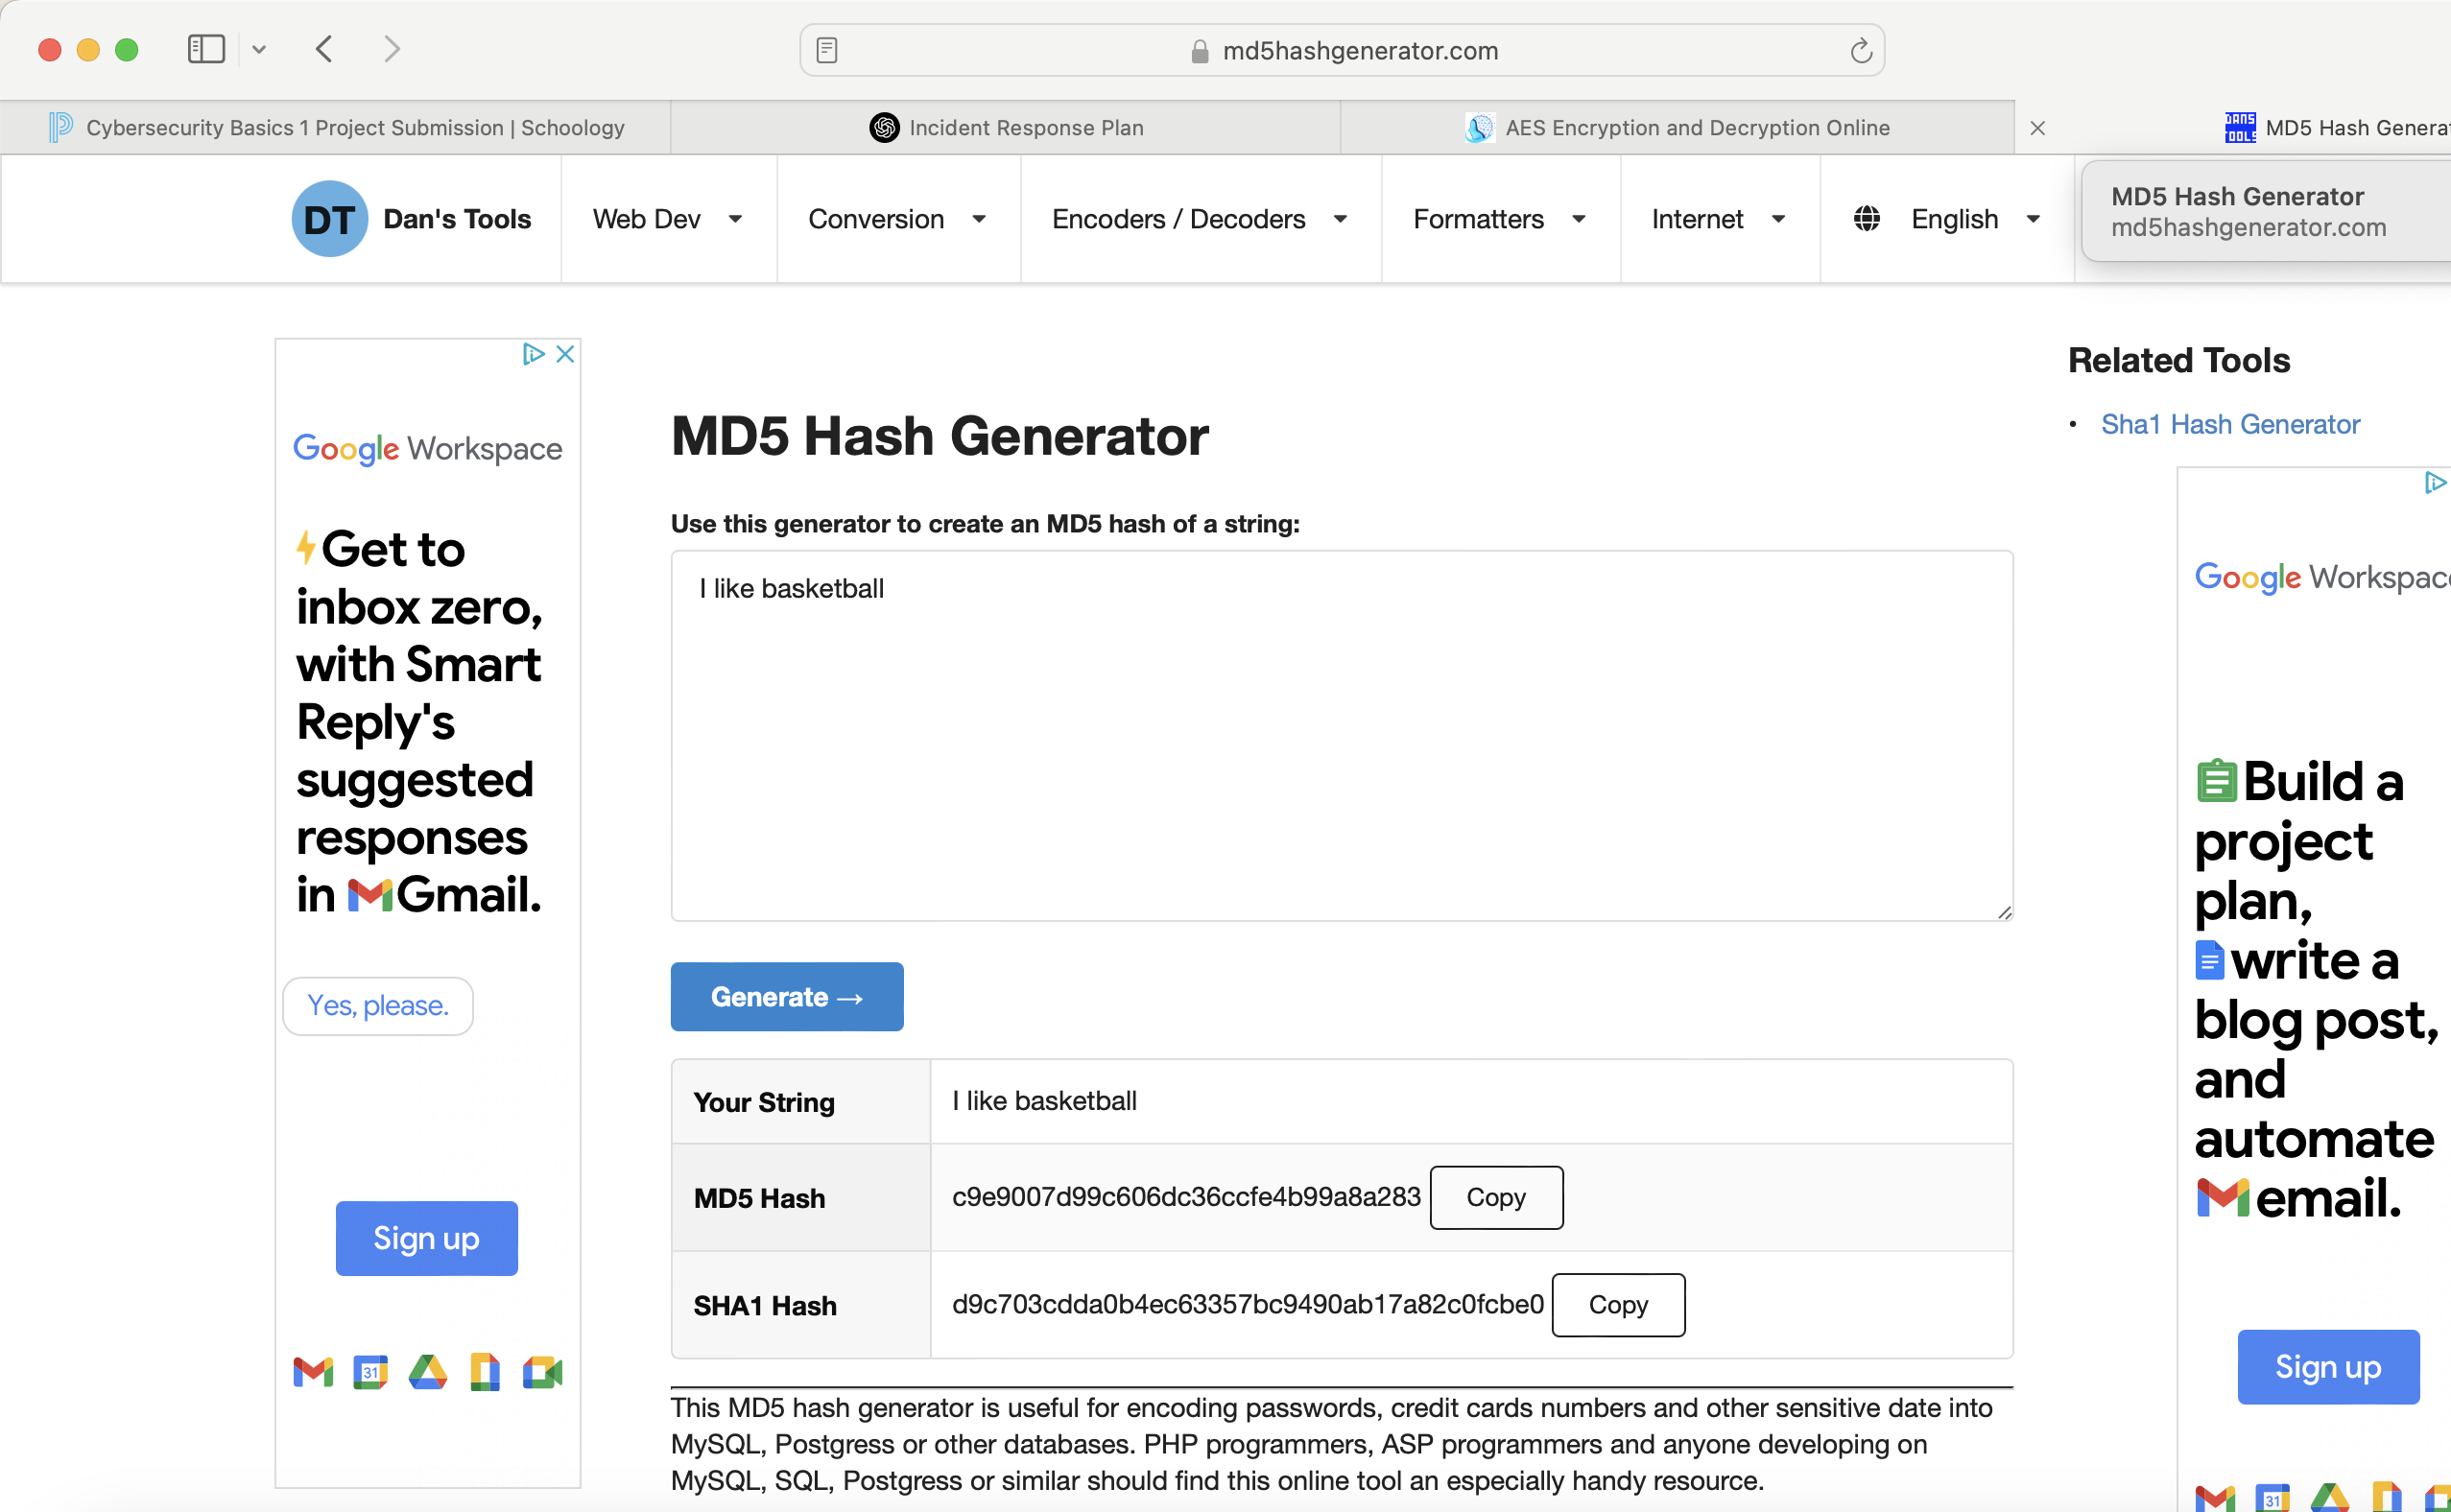 md5hashgenerator.com
Cybersecurity Basics 1 Project Submission | Schoology
Incident Response Plan
AES Encryption and Decryption Online
DANS TOOLS
MD5 Hash Genera
DT
Dan's Tools
Web Dev
Conversion
Encoders / Decoders
Formatters
Internet
English
MD5 Hash Generator
md5hashgenerator.com
Google Workspace
Get to
inbox zero,
with Smart
Reply's
suggested
responses
in Gmail.
Yes, please.
Sign up
31
MD5 Hash Generator
Use this generator to create an MD5 hash of a string:
I like basketball
Generate →
Your String
I like basketball
MD5 Hash
c9e9007d99c606dc36ccfe4b99a8a283
Copy
SHA1 Hash
d9c703cdda0b4ec63357bc9490ab17a82c0fcbe0
Copy
This MD5 hash generator is useful for encoding passwords, credit cards numbers and other sensitive date into
MySQL, Postgress or other databases. PHP programmers, ASP programmers and anyone developing on
MySQL, SQL, Postgress or similar should find this online tool an especially handy resource.
Related Tools
• Sha1 Hash Generator
Google Workspac
Build a
project
plan,
write a
blog post,
and
automate
email.
Sign up
31